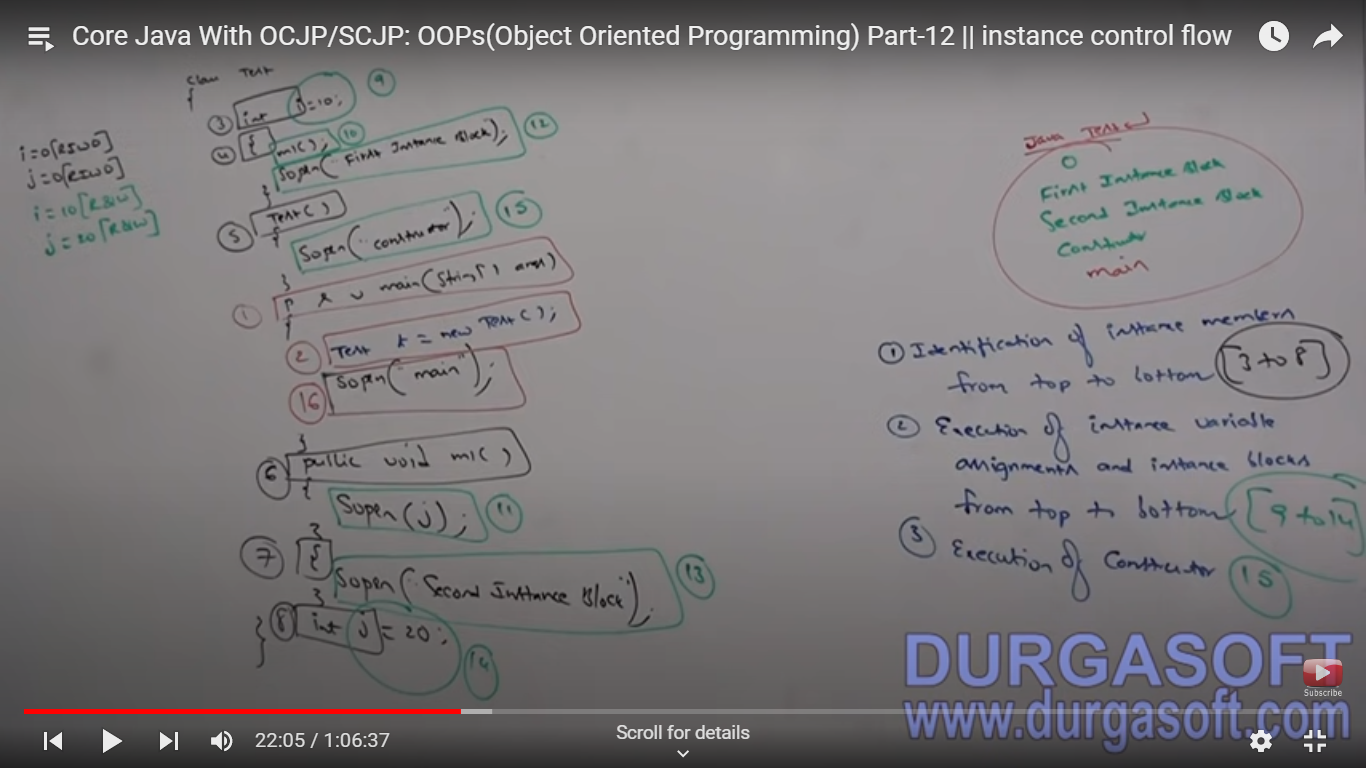 Core Java With OCJP/SCJP: OOPs(Object Oriented Programming) Part-12 || instance control flow
class Test
{
③ int i=10; ⑨
④ { m1(); ⑩
Sopln("First Instance Block"); ⑫
}
⑤ Test()
{
Sopln("constructor"); ⑮
}
① p s v main(String[] args)
{
② Test t = new Test();
⑯ Sopln("main");
}
⑥ public void m1()
{
Sopln(j); ⑪
}
⑦ {
Sopln("Second Instance Block"); ⑬
}
⑧ int j = 20; ⑭
}
i=0[RIWO]
j=0[RIWO]
i=10[R&W]
j=20[R&W]
Java Test
0
First Instance Block
Second Instance Block
Constructor
main
① Identification of instance members
from top to bottom [3 to 8]
② Execution of instance variable
assignments and instance blocks
from top to bottom [9 to 14]
③ Execution of Constructor 15
DURGASOFT
www.durgasoft.com
Subscribe
22:05 / 1:06:37
Scroll for details